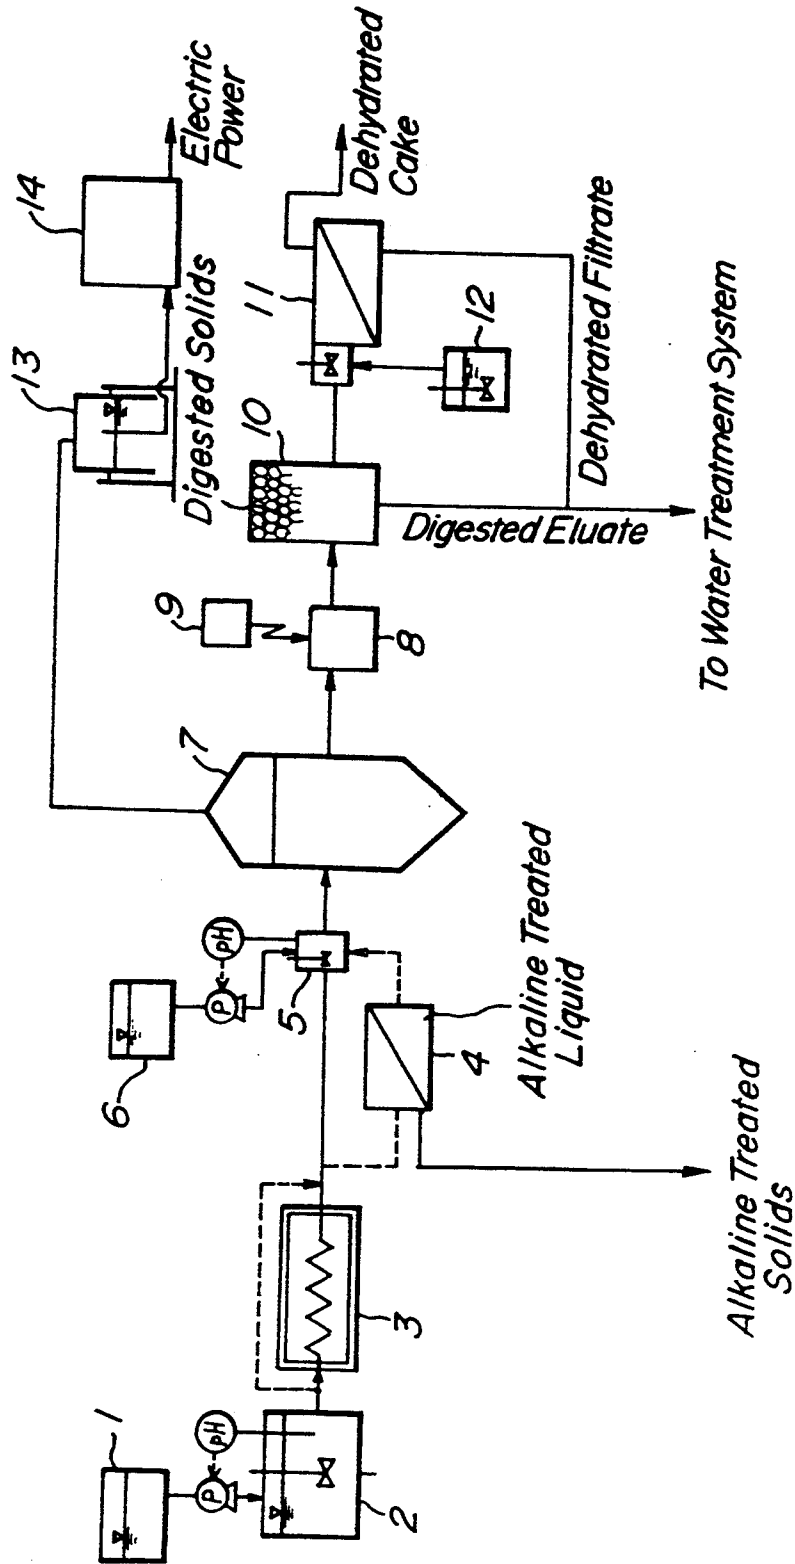 1
P
pH
2
3
4
Alkaline Treated
Liquid
Alkaline Treated
Solids
5
6
P
pH
7
8
9
10
Digested Solids
Digested Eluate
11
12
Dehydrated
Cake
Dehydrated Filtrate
To Water Treatment System
13
14
Electric
Power